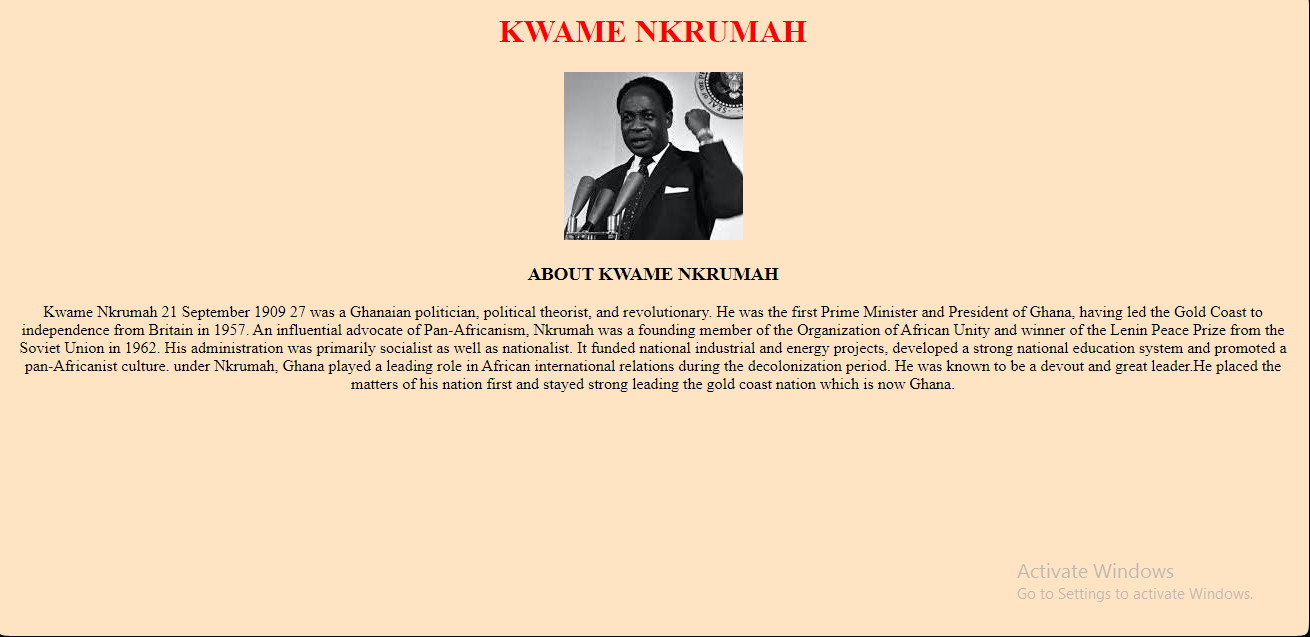 KWAME NKRUMAH
ABOUT KWAME NKRUMAH
Kwame Nkrumah 21 September 1909 27 was a Ghanaian politician, political theorist, and revolutionary. He was the first Prime Minister and President of Ghana, having led the Gold Coast to
independence from Britain in 1957. An influential advocate of Pan-Africanism, Nkrumah was a founding member of the Organization of African Unity and winner of the Lenin Peace Prize from the
Soviet Union in 1962. His administration was primarily socialist as well as nationalist. It funded national industrial and energy projects, developed a strong national education system and promoted a
pan-Africanist culture. under Nkrumah, Ghana played a leading role in African international relations during the decolonization period. He was known to be a devout and great leader.He placed the
matters of his nation first and stayed strong leading the gold coast nation which is now Ghana.
Activate Windows
Go to Settings to activate Windows.